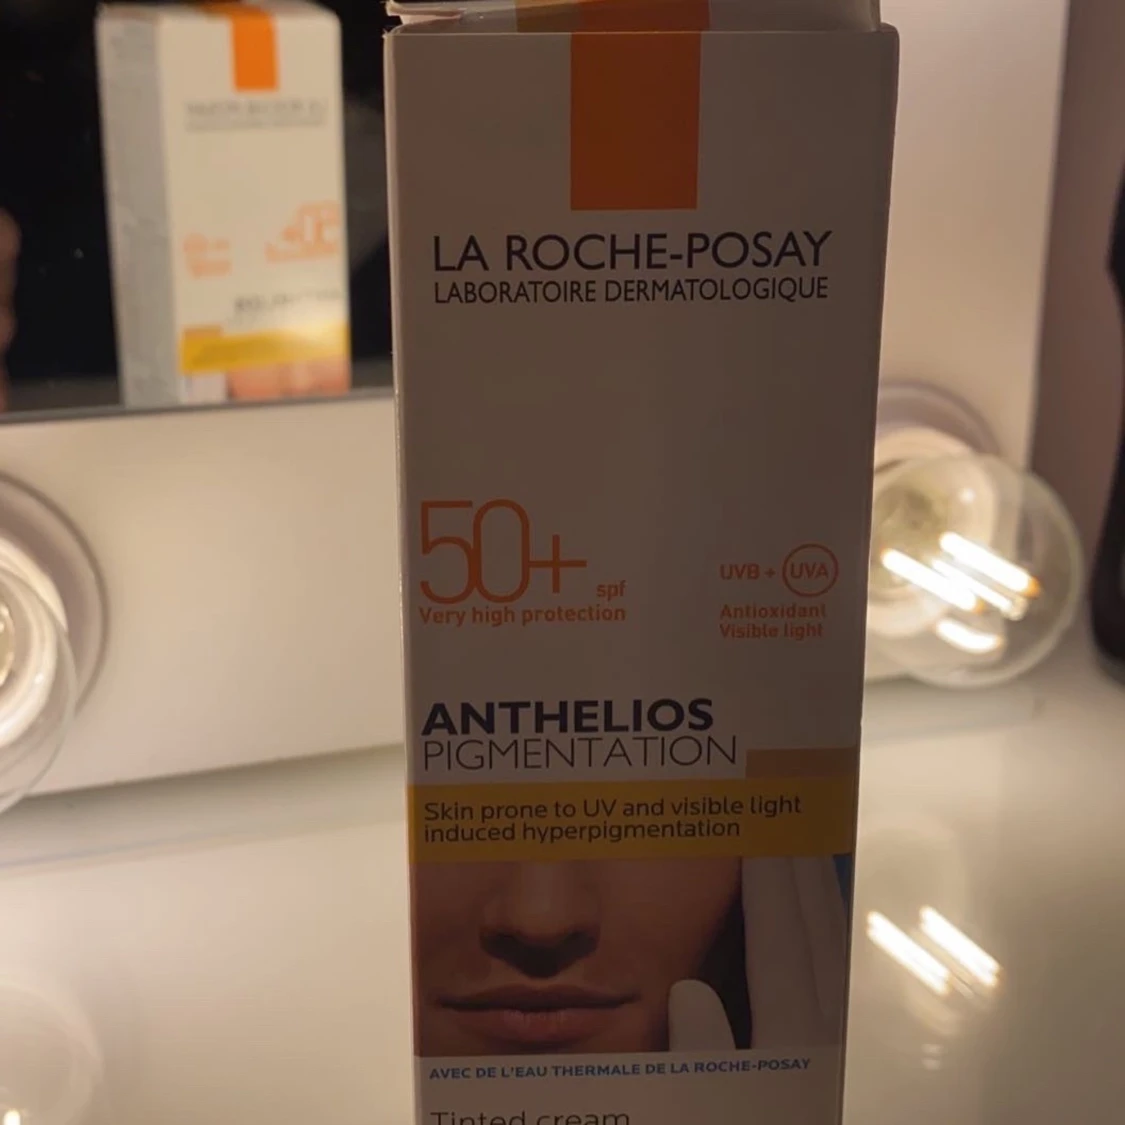 LA ROCHE-POSAY
LABORATOIRE DERMATOLOGIQUE
50+ spf
Very high protection
UVB + UVA
Antioxidant
Visible light
ANTHELIOS
PIGMENTATION
Skin prone to UV and visible light
induced hyperpigmentation
AVEC DE L'EAU THERMALE DE LA ROCHE-POSAY
Tinted cream